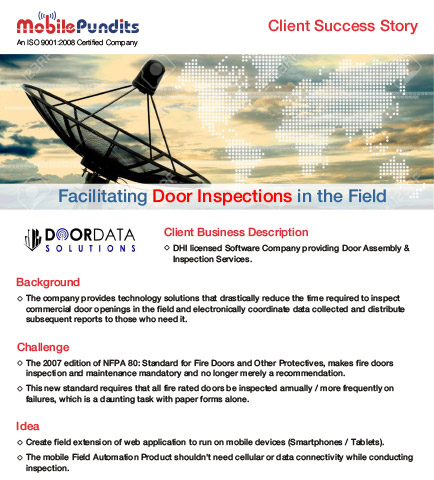 MobilePundits
An ISO 9001:2008 Certified Company
Client Success Story
Facilitating Door Inspections in the Field
DOORDATA
SOLUTIONS
Client Business Description
◇ DHI licensed Software Company providing Door Assembly &
Inspection Services.
Background
◇ The company provides technology solutions that drastically reduce the time required to inspect
commercial door openings in the field and electronically coordinate data collected and distribute
subsequent reports to those who need it.
Challenge
◇ The 2007 edition of NFPA 80: Standard for Fire Doors and Other Protectives, makes fire doors
inspection and maintenance mandatory and no longer merely a recommendation.
◇ This new standard requires that all fire rated doors be inspected annually / more frequently on
failures, which is a daunting task with paper forms alone.
Idea
◇ Create field extension of web application to run on mobile devices (Smartphones / Tablets).
◇ The mobile Field Automation Product shouldn't need cellular or data connectivity while conducting
inspection.